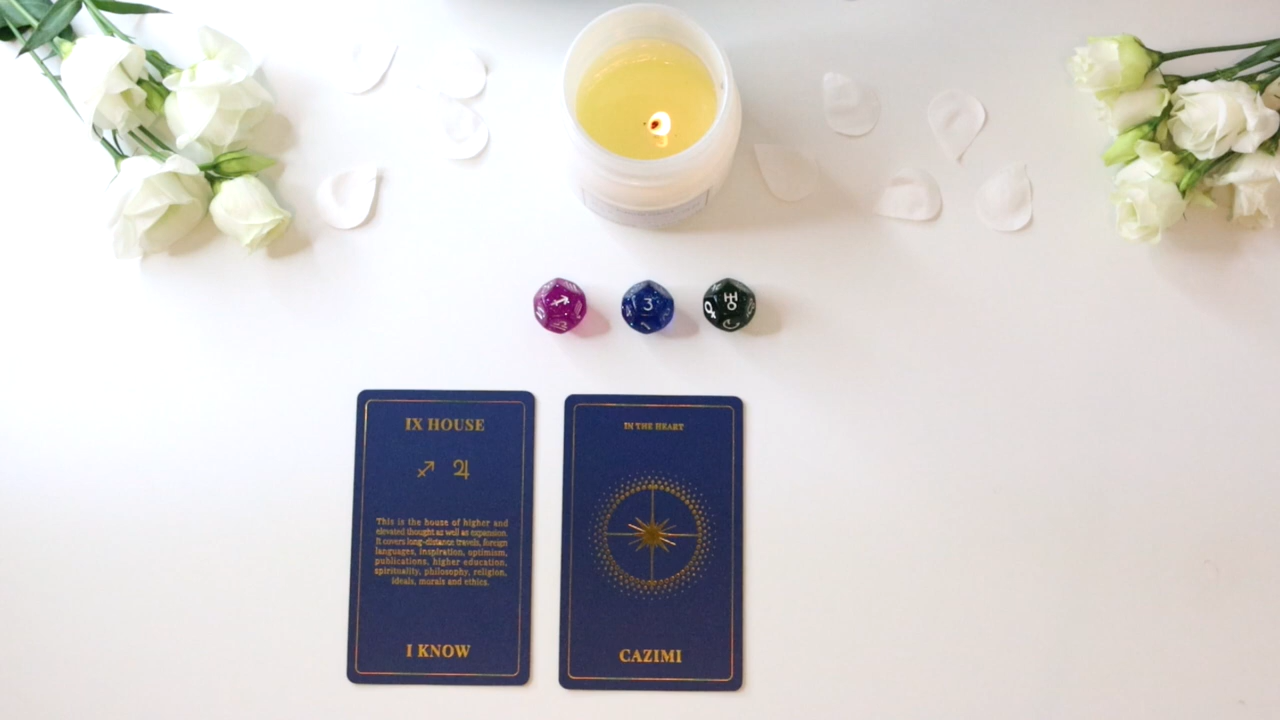 ♐ 3 ♅
IX HOUSE
♐ ♃
This is the house of higher and
elevated thought as well as expansion.
It covers long-distance travels, foreign
languages, inspiration, optimism,
publications, higher education,
spirituality, philosophy, religion,
ideals, morals and ethics.
I KNOW
IN THE HEART
CAZIMI